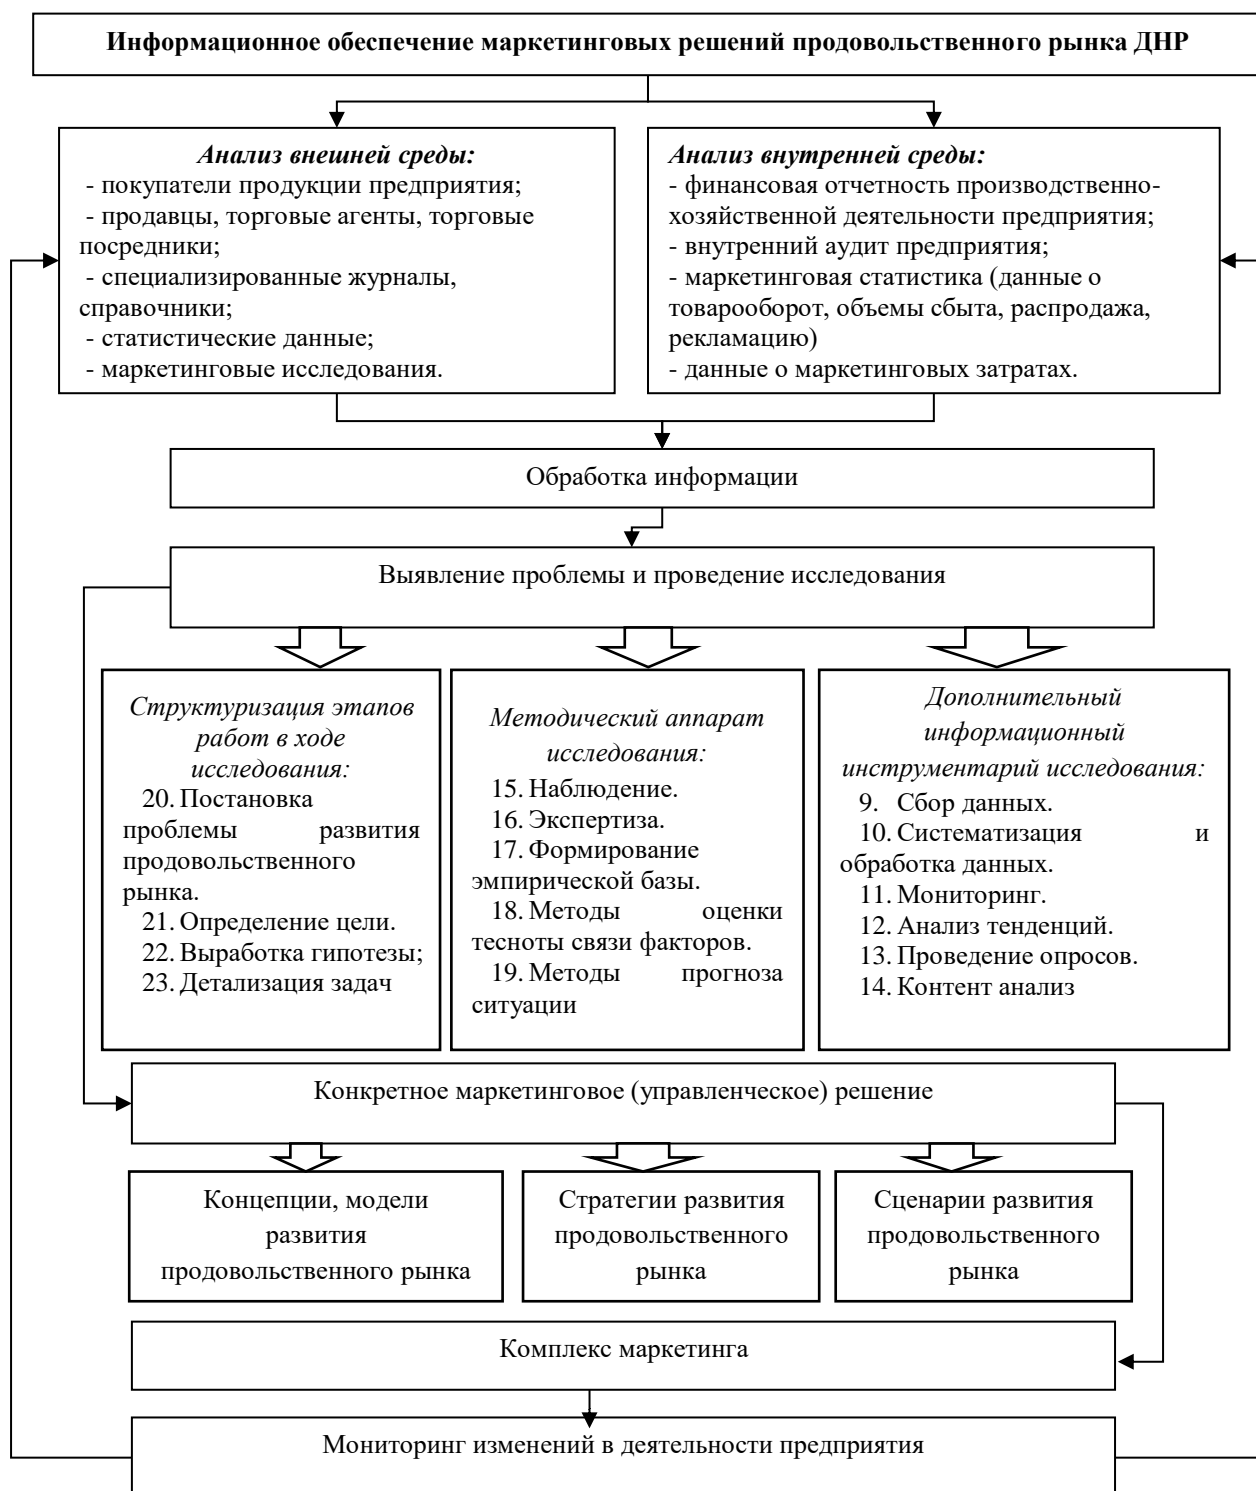 Информационное обеспечение маркетинговых решений продовольственного рынка ДНР
Анализ внешней среды:
- покупатели продукции предприятия;
- продавцы, торговые агенты, торговые
посредники;
- специализированные журналы,
справочники;
- статистические данные;
- маркетинговые исследования.
Анализ внутренней среды:
- финансовая отчетность производственно-
хозяйственной деятельности предприятия;
- внутренний аудит предприятия;
- маркетинговая статистика (данные о
товарооборот, объемы сбыта, распродажа,
рекламацию)
- данные о маркетинговых затратах.
Обработка информации
Выявление проблемы и проведение исследования
Структуризация этапов
работ в ходе
исследования:
20. Постановка
проблемы развития
продовольственного
рынка.
21. Определение цели.
22. Выработка гипотезы;
23. Детализация задач
Методический аппарат
исследования:
15. Наблюдение.
16. Экспертиза.
17. Формирование
эмпирической базы.
18. Методы оценки
тесноты связи факторов.
19. Методы прогноза
ситуации
Дополнительный
информационный
инструментарий исследования:
9. Сбор данных.
10. Систематизация и
обработка данных.
11. Мониторинг.
12. Анализ тенденций.
13. Проведение опросов.
14. Контент анализ
Конкретное маркетинговое (управленческое) решение
Концепции, модели
развития
продовольственного рынка
Стратегии развития
продовольственного
рынка
Сценарии развития
продовольственного
рынка
Комплекс маркетинга
Мониторинг изменений в деятельности предприятия